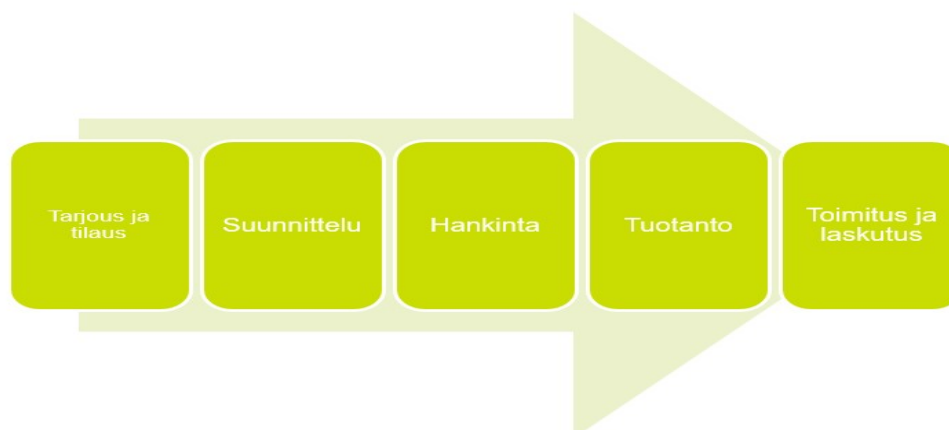 Tarjous ja
tilaus
Suunnittelu
Hankinta
Tuotanto
Toimitus ja
laskutus